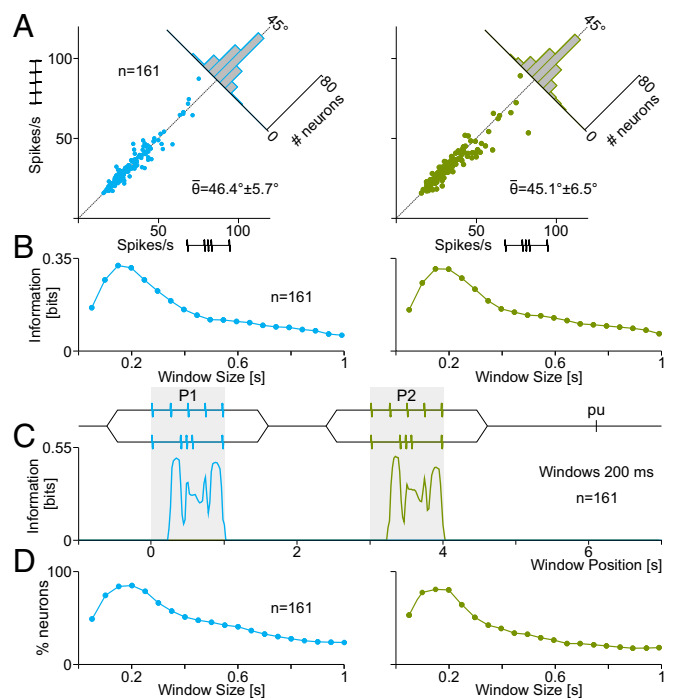 A
Spikes/s
100
50
n=161
45°
80
0
# neurons
θ̅=46.4°±5.7°
50
100
Spikes/s
45°
80
0
# neurons
θ̅=45.1°±6.5°
50
100
Spikes/s
B
Information
[bits]
0.35
0
n=161
0.2
0.6
1
Window Size [s]
0.2
0.6
1
Window Size [s]
P1
P2
pu
C
Information
[bits]
0.55
0
Windows 200 ms
n=161
0
2
4
6
Window Position [s]
D
% neurons
100
0
n=161
0.2
0.6
1
Window Size [s]
0.2
0.6
1
Window Size [s]